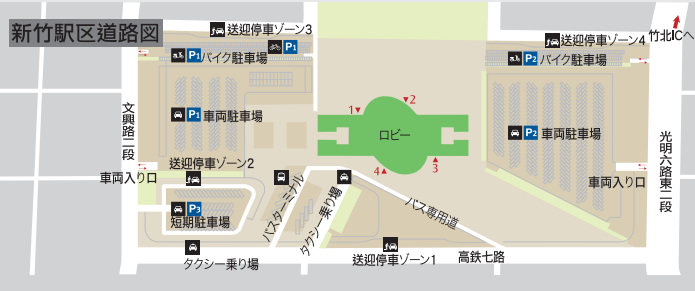 新竹駅区道路図
送迎停車ゾーン3
送迎停車ゾーン4
竹北ICへ
P1 バイク駐車場
P1
P2 バイク駐車場
文興路二段
P1 車両駐車場
1
2
ロビー
3
4
P2 車両駐車場
光明六路東二段
送迎停車ゾーン2
車両入り口
車両入り口
P3
短期駐車場
バスターミナル
タクシー乗り場
バス専用道
タクシー乗り場
送迎停車ゾーン1
高鉄七路